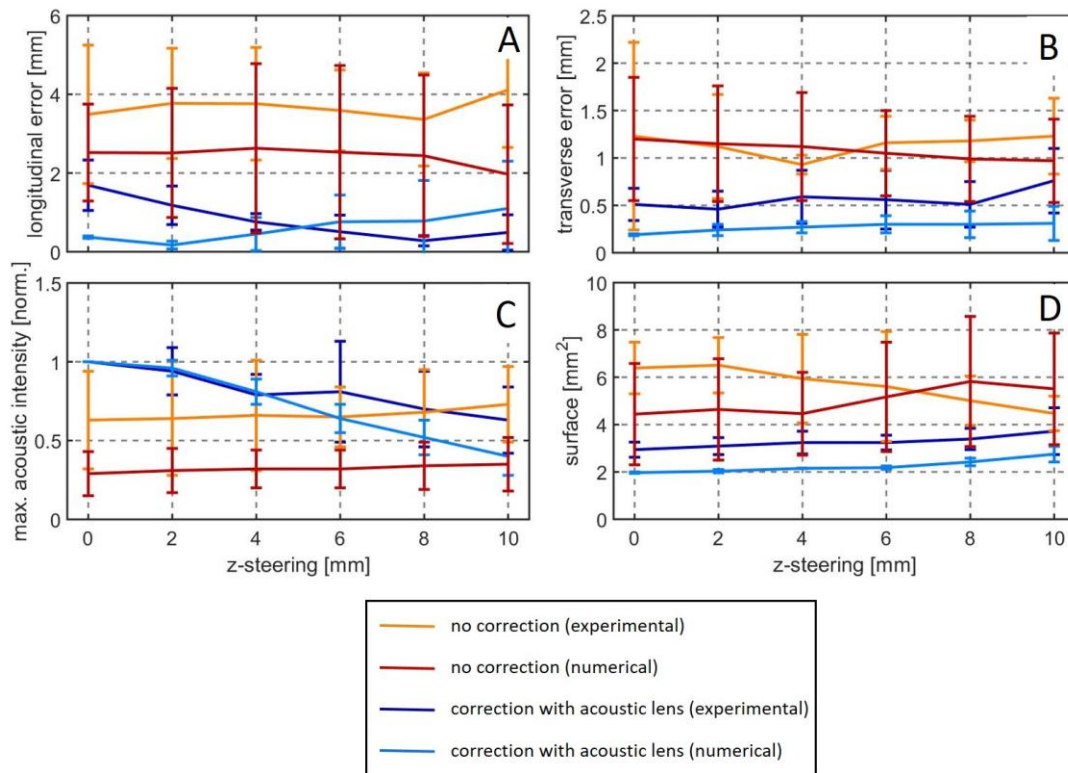 A
longitudinal error [mm]
6
4
2
0
B
transverse error [mm]
2.5
2
1.5
1
0.5
0
C
max. acoustic intensity [norm.]
1.5
1
0.5
0
0 2 4 6 8 10
z-steering [mm]
D
surface [mm²]
10
8
6
4
2
0
0 2 4 6 8 10
z-steering [mm]
no correction (experimental)
no correction (numerical)
correction with acoustic lens (experimental)
correction with acoustic lens (numerical)